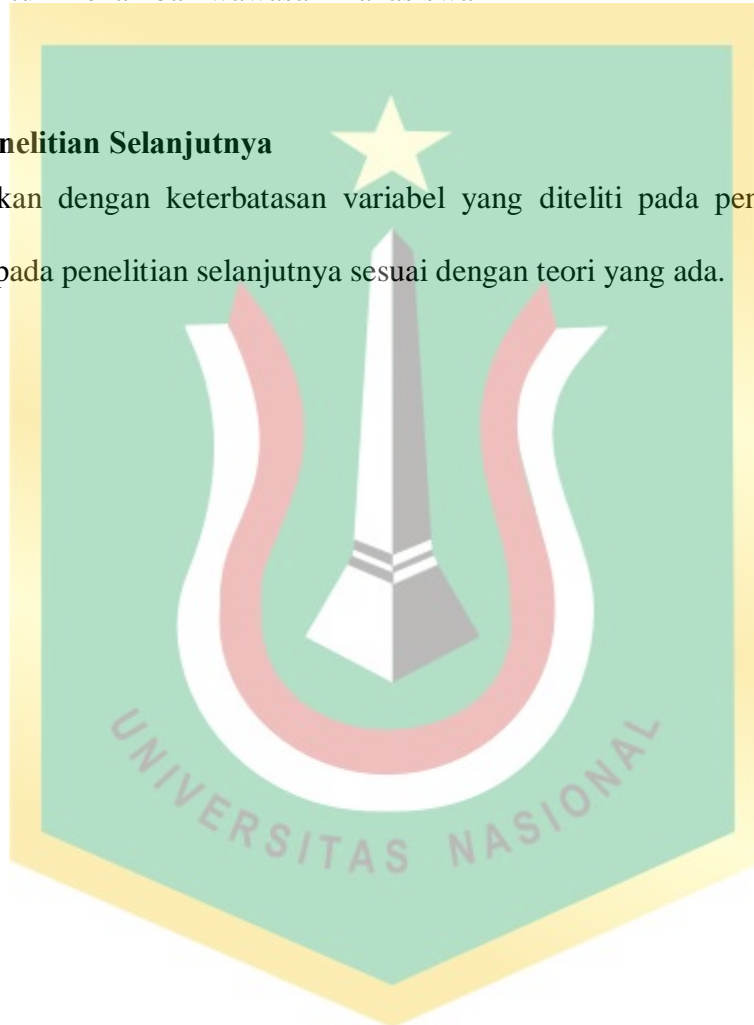 nelitian Selanjutnya
kan dengan keterbatasan variabel yang diteliti pada per
pada penelitian selanjutnya sesuai dengan teori yang ada.
UNIVERSITAS NASIONAL